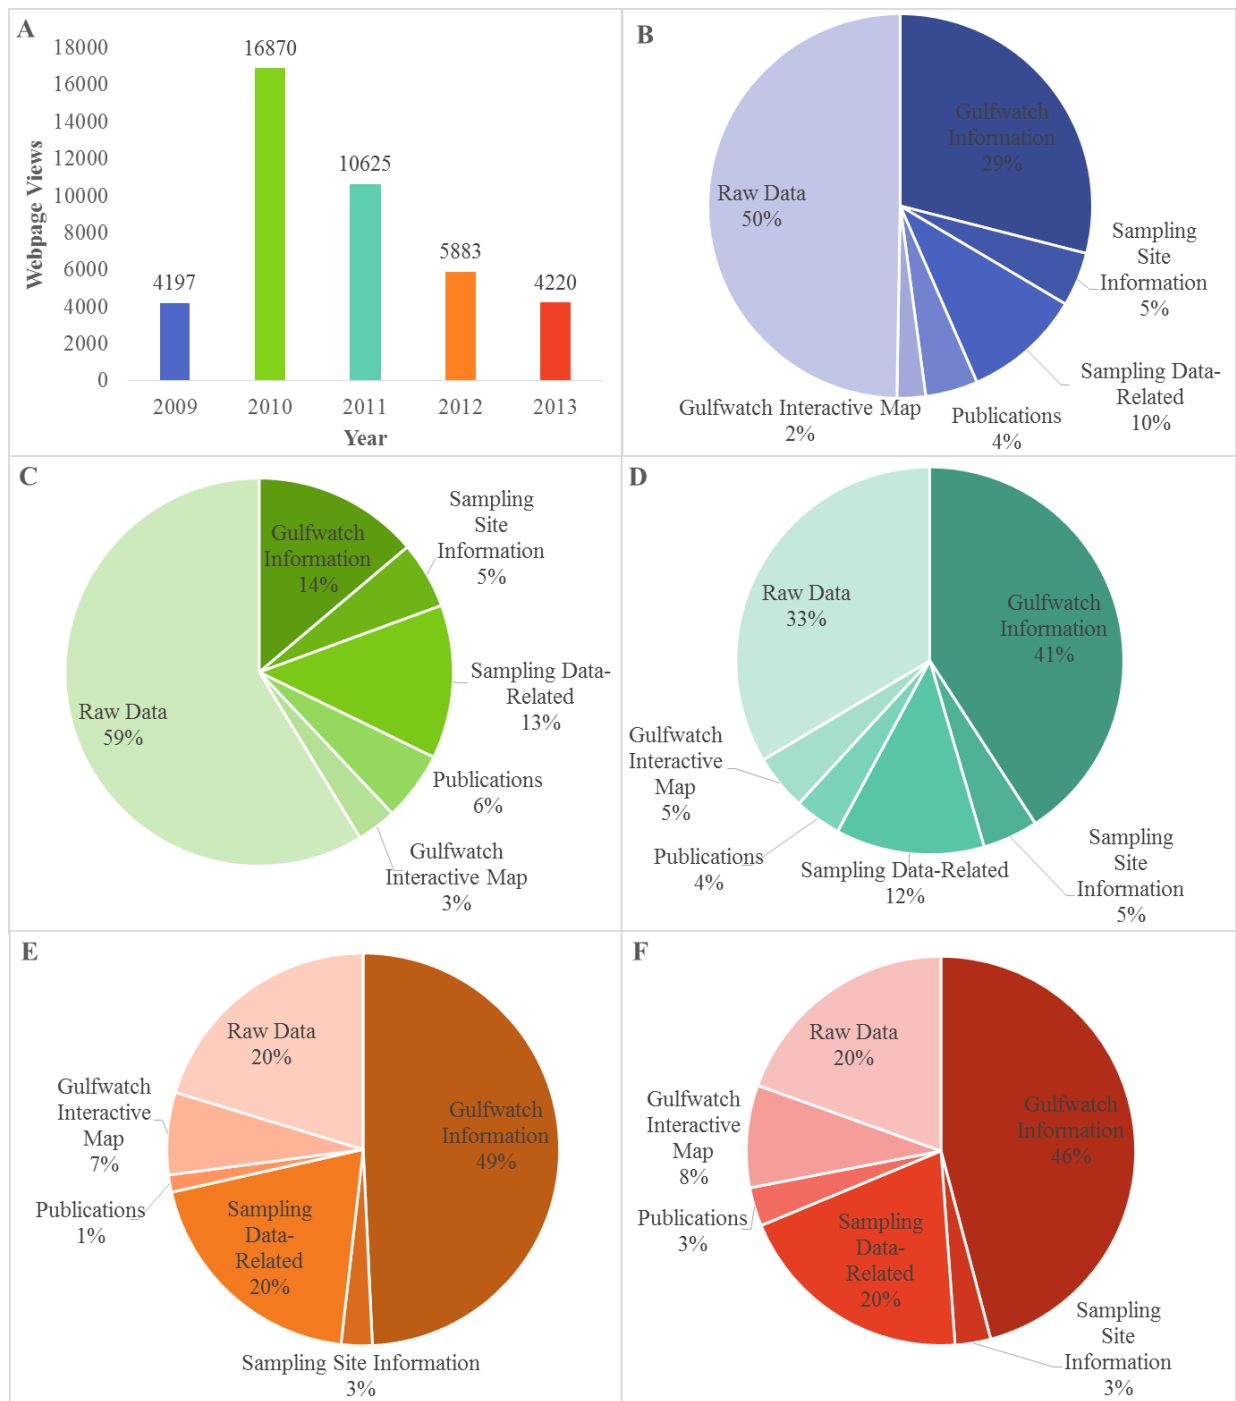 A
18000
16000
14000
12000
10000
8000
6000
4000
2000
0
Webpage Views
4197
16870
10625
5883
4220
2009
2010
2011
2012
2013
Year
B
Gulfwatch
Information
29%
Sampling
Site
Information
5%
Sampling Data-
Related
10%
Publications
4%
Gulfwatch Interactive Map
2%
Raw Data
50%
C
Gulfwatch
Information
14%
Sampling
Site
Information
5%
Sampling Data-
Related
13%
Publications
6%
Gulfwatch
Interactive Map
3%
Raw Data
59%
D
Gulfwatch
Information
41%
Sampling
Site
Information
5%
Sampling Data-Related
12%
Publications
4%
Gulfwatch
Interactive
Map
5%
Raw Data
33%
E
Gulfwatch
Information
49%
Sampling Site Information
3%
Sampling
Data-
Related
20%
Publications
1%
Gulfwatch
Interactive
Map
7%
Raw Data
20%
F
Gulfwatch
Information
46%
Sampling
Site
Information
3%
Sampling
Data-
Related
20%
Publications
3%
Gulfwatch
Interactive
Map
8%
Raw Data
20%